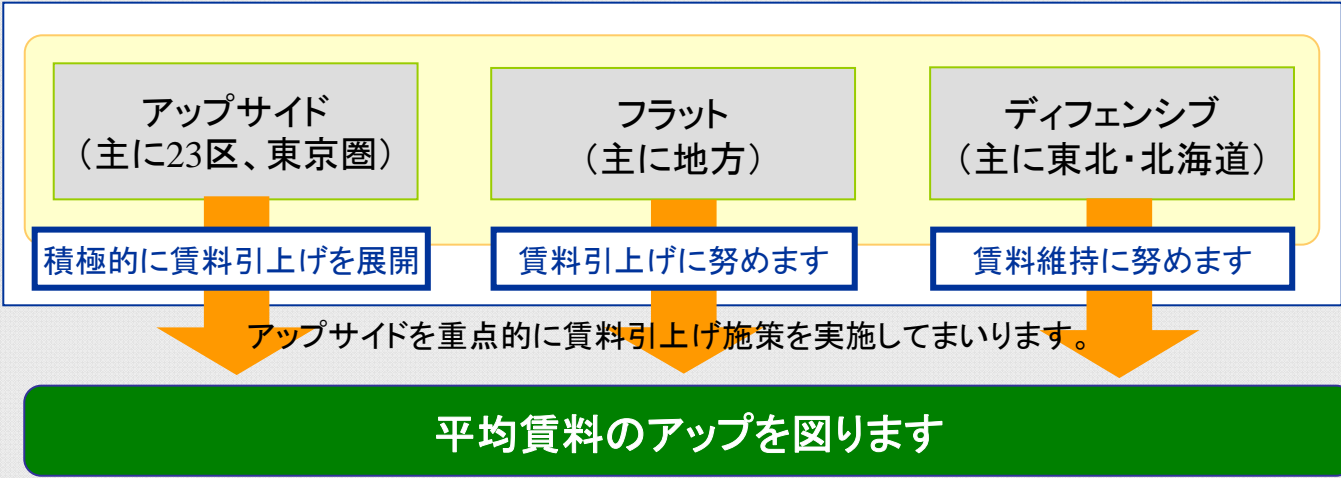 アップサイド
（主に23区、東京圏）
フラット
（主に地方）
ディフェンシブ
（主に東北・北海道）
積極的に賃料引上げを展開
賃料引上げに努めます
賃料維持に努めます
アップサイドを重点的に賃料引上げ施策を実施してまいります。
平均賃料のアップを図ります